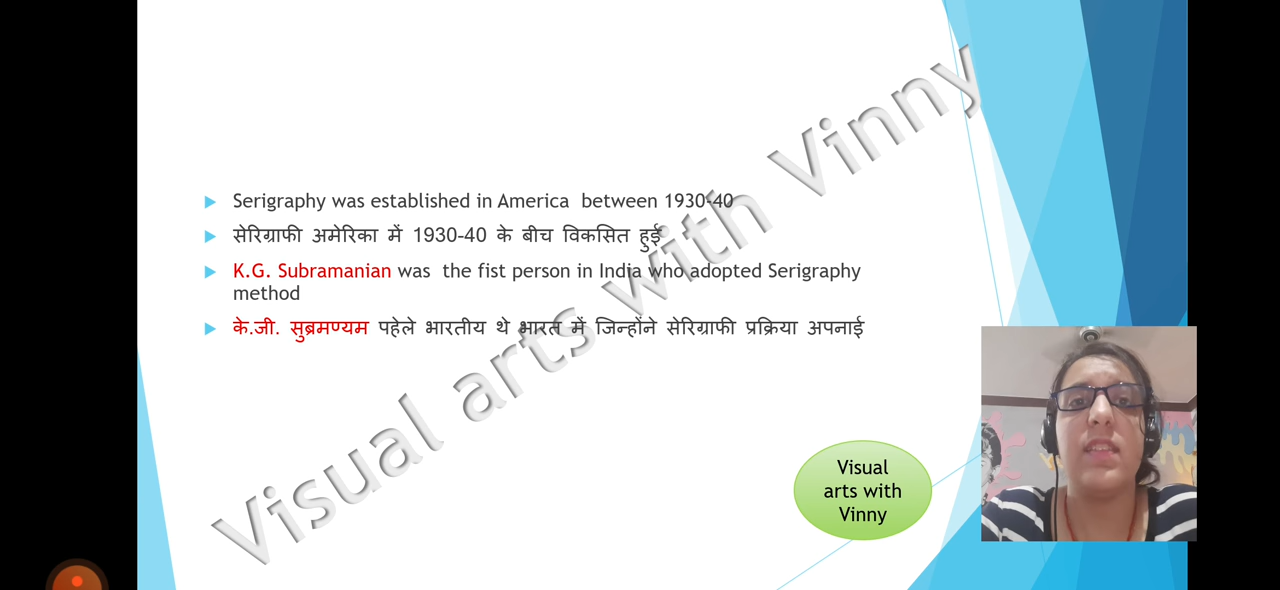 Serigraphy was established in America between 1930-40
सेरिग्राफी अमेरिका में 1930-40 के बीच विकसित हुई
K.G. Subramanian was the fist person in India who adopted Serigraphy
method
के.जी. सुब्रमण्यम पहेले भारतीय थे भारत में जिन्होंने सेरिग्राफी प्रक्रिया अपनाई
Visual arts with Vinny
Visual
arts with
Vinny